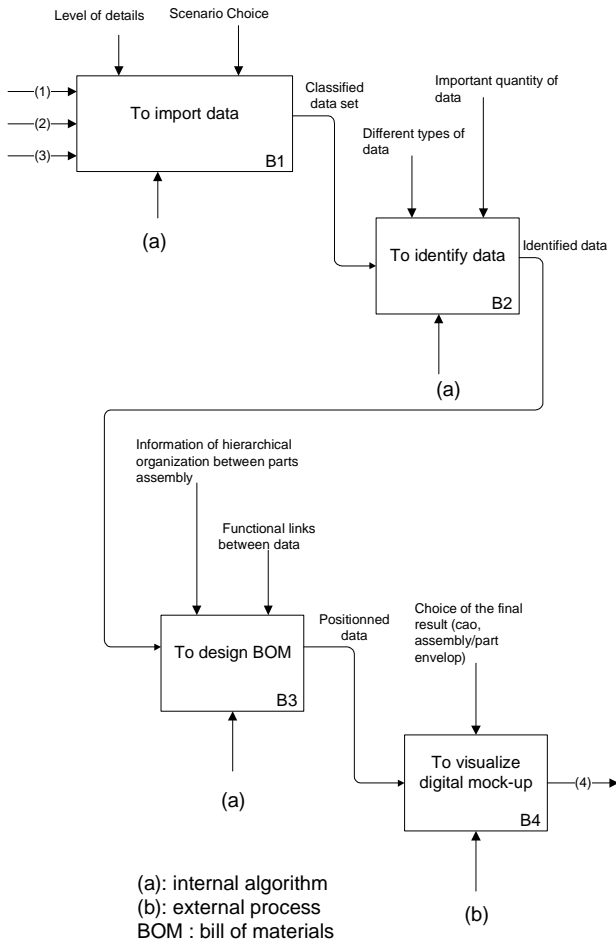 Level of details
Scenario Choice
(1)
(2)
(3)
To import data
B1
(a)
Classified
data set
Important quantity of
data
Different types of
data
To identify data
B2
Identified data
(a)
Information of hierarchical
organization between parts
assembly
Functional links
between data
To design BOM
B3
(a)
Positionned
data
Choice of the final
result (cao,
assembly/part
envelop)
To visualize
digital mock-up
B4
(4)
(b)
(a): internal algorithm
(b): external process
BOM : bill of materials